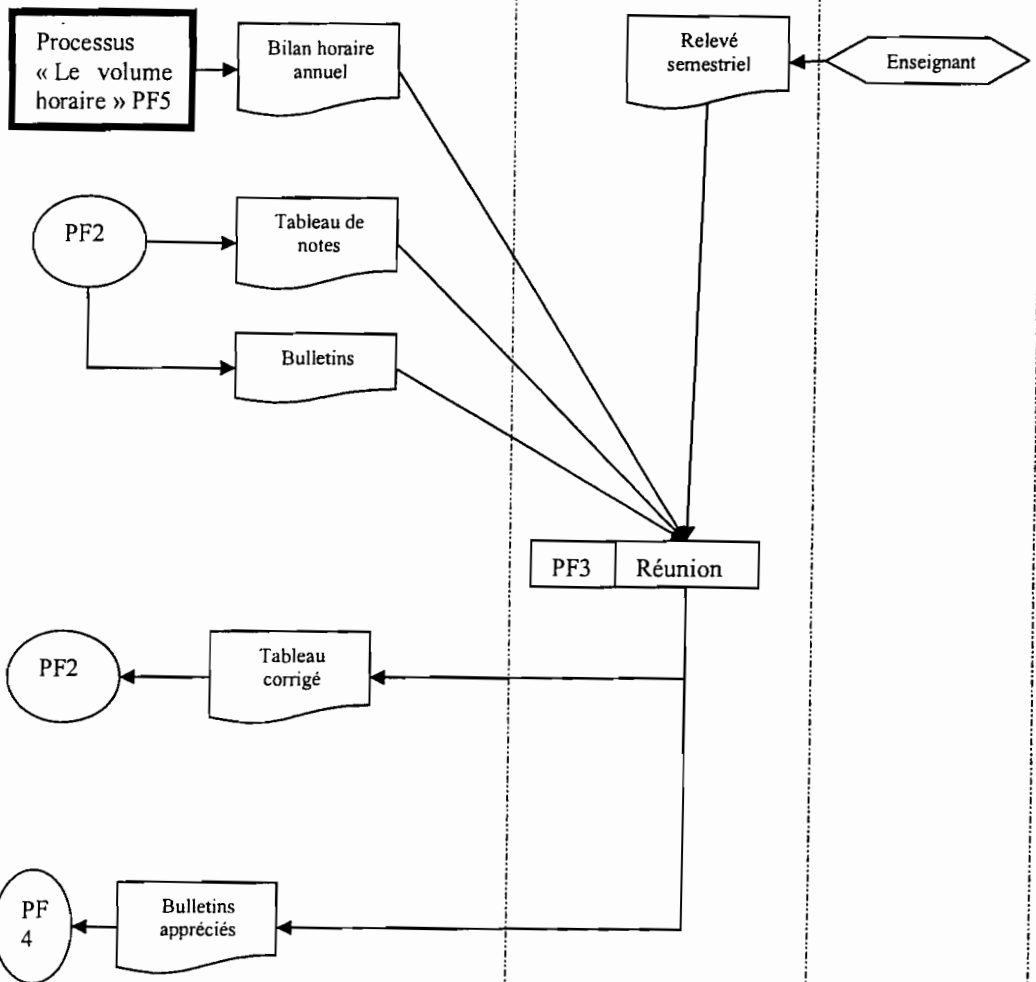 Processus
« Le volume
horaire » PF5
Bilan horaire
annuel
Relevé
semestriel
Enseignant
PF2
Tableau de
notes
Bulletins
PF3
Réunion
PF2
Tableau
corrigé
PF
4
Bulletins
appréciés